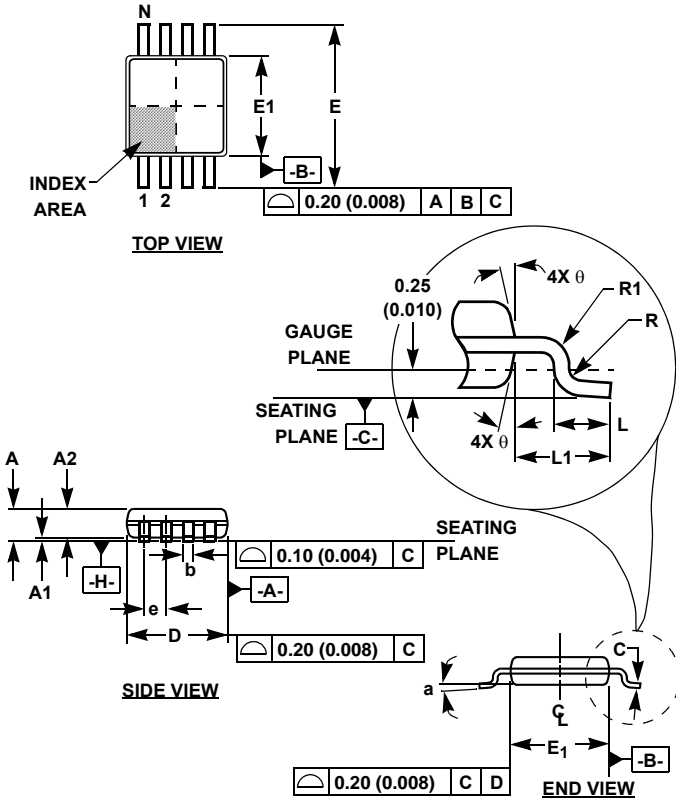 N
E1
E
-B-
INDEX
AREA
1 2
0.20 (0.008) A B C
TOP VIEW
0.25
(0.010)
4X θ
R1
R
GAUGE
PLANE
SEATING
PLANE -C-
4X θ
L
L1
A A2
SEATING
PLANE
A1
-H-
b
0.10 (0.004) C
e
-A-
D
0.20 (0.008) C
SIDE VIEW
C
a
CL
E1
-B-
0.20 (0.008) C D
END VIEW